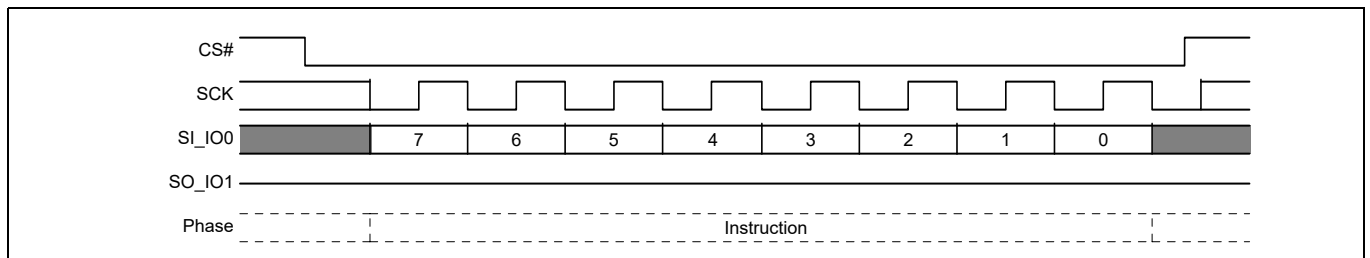 CS#
SCK
SI_IO0 7 6 5 4 3 2 1 0
SO_IO1
Phase Instruction